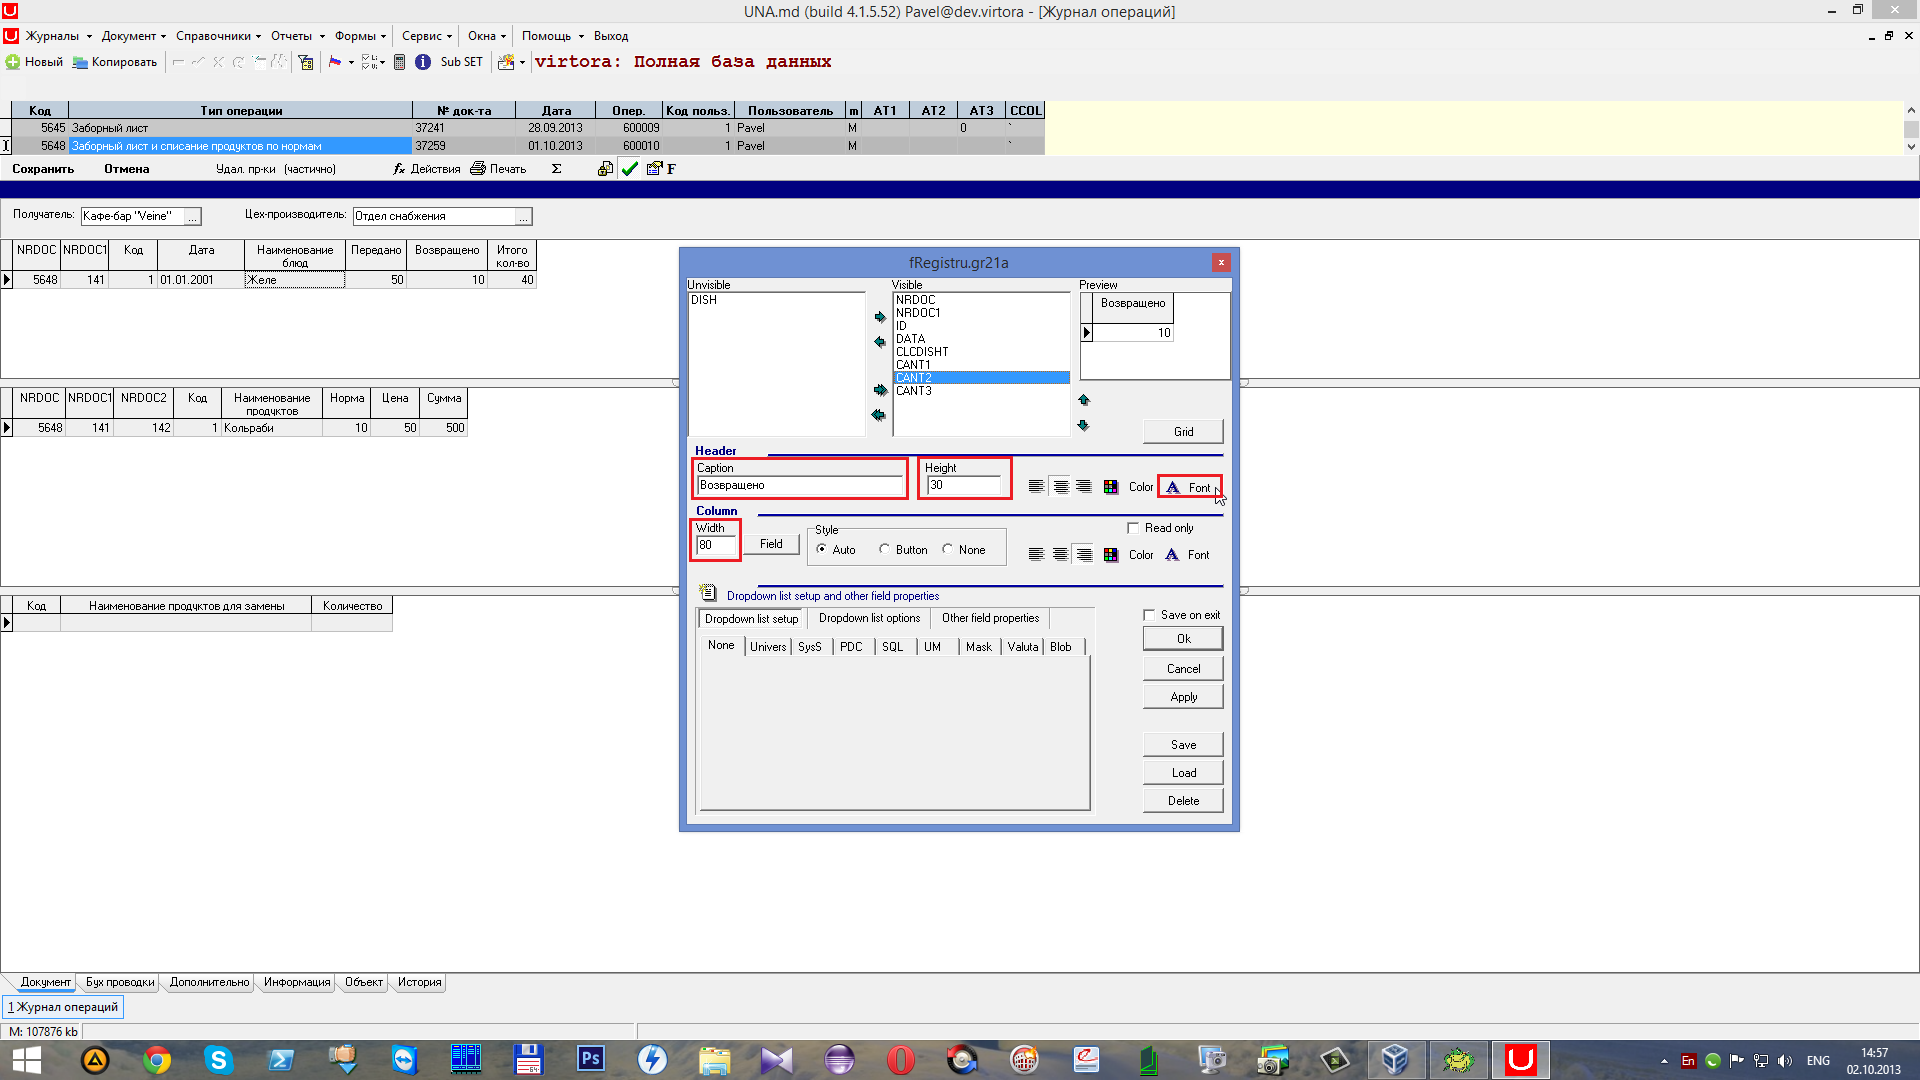 UNA.md (build 4.1.5.52) Pavel@dev.virtora - [Журнал операций]
Журналы Документ Справочники Отчеты Формы Сервис Окна Помощь Выход
Новый Копировать Sub SET virtora: Полная база данных
Код Тип операции № док-та Дата Опер. Код польз. Пользователь m AT1 AT2 AT3 CCOL
5645 Заборный лист 37241 28.09.2013 600009 1 Pavel M 0 `
5648 Заборный лист и списание продуктов по нормам 37259 01.10.2013 600010 1 Pavel M `
Сохранить Отмена Удал. пр-ки (частично) fx Действия Печать Σ F
Получатель: Кафе-бар "Veine" ... Цех-производитель: Отдел снабжения ...
NRDOC NRDOC1 Код Дата Наименование блюд Передано Возвращено Итого кол-во
5648 141 1 01.01.2001 Желе 50 10 40
NRDOC NRDOC1 NRDOC2 Код Наименование продуктов Норма Цена Сумма
5648 141 142 1 Кольраби 10 50 500
Код Наименование продуктов для замены Количество
fRegistru.gr21a
x
Unvisible Visible Preview
DISH
NRDOC
NRDOC1
ID
DATA
CLCDISHT
CANT1
CANT2
CANT3
Возвращено
10
Grid
Header
Caption Height
Возвращено 30 Color Font
Column
Width Style Read only
80 Field Auto Button None Color Font
Dropdown list setup and other field properties
Dropdown list setup Dropdown list options Other field properties
None Univers SysS PDC SQL UM Mask Valuta Blob
Save on exit
Ok
Cancel
Apply
Save
Load
Delete
Документ Бух проводки Дополнительно Информация Объект История
1 Журнал операций
M: 107876 kb
64
Ps
En ENG 14:57
02.10.2013